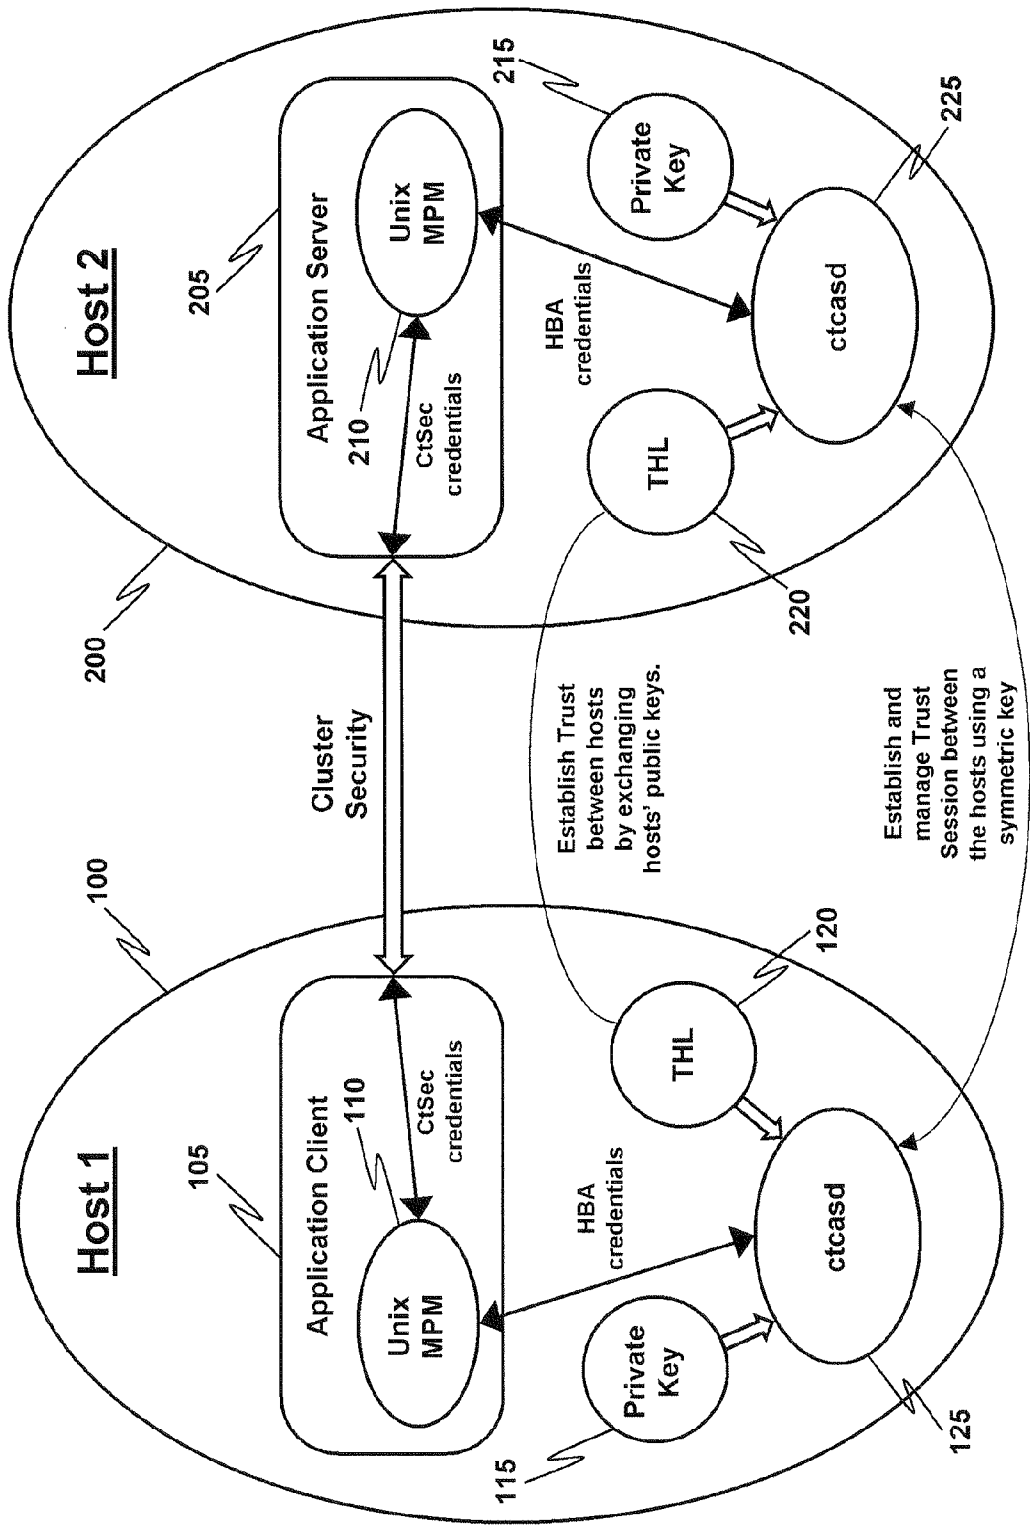 Host 1
100
105
Application Client
110
Unix
MPM
CtSec
credentials
HBA
credentials
115
Private
Key
THL
120
ctcasd
125
Cluster
Security
Establish Trust
between hosts
by exchanging
hosts' public keys.
Establish and
manage Trust
Session between
the hosts using a
symmetric key
Host 2
200
205
Application Server
210
Unix
MPM
CtSec
credentials
HBA
credentials
215
Private
Key
THL
220
ctcasd
225